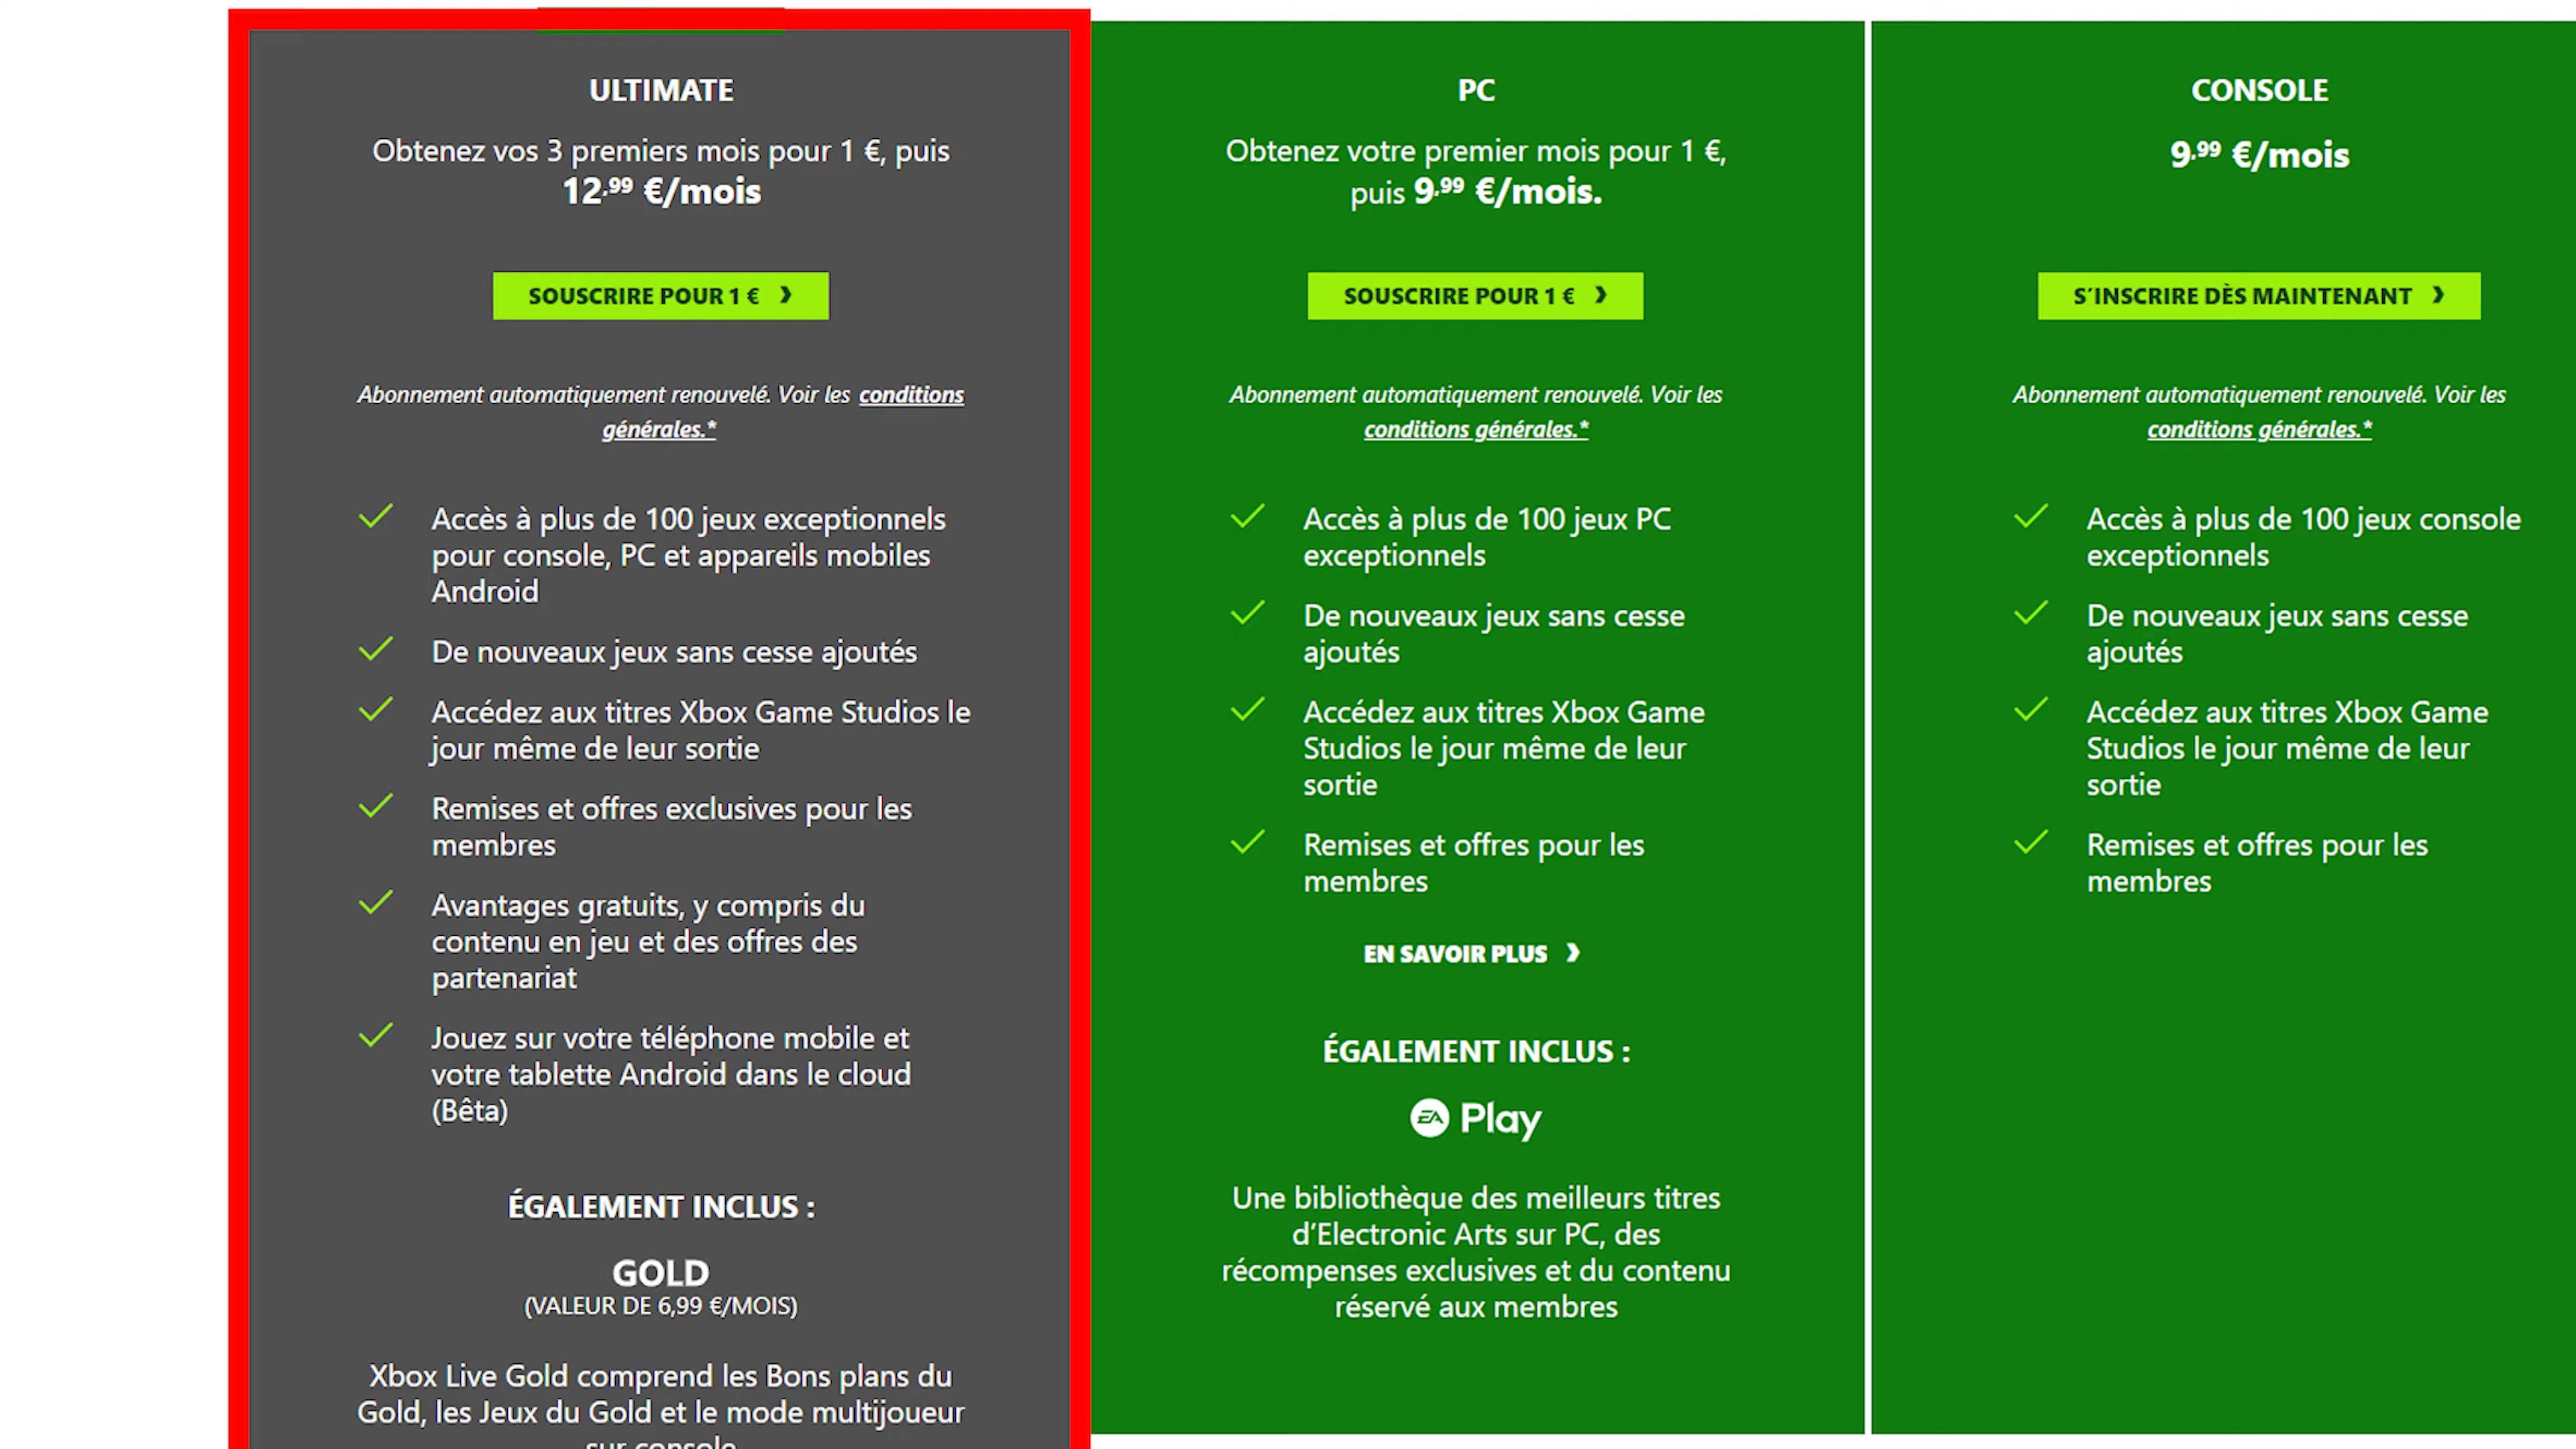 ULTIMATE
Obtenez vos 3 premiers mois pour 1 €, puis
12,99 €/mois
SOUSCRIRE POUR 1 €
Abonnement automatiquement renouvelé. Voir les conditions
générales.*
Accès à plus de 100 jeux exceptionnels
pour console, PC et appareils mobiles
Android
De nouveaux jeux sans cesse ajoutés
Accédez aux titres Xbox Game Studios le
jour même de leur sortie
Remises et offres exclusives pour les
membres
Avantages gratuits, y compris du
contenu en jeu et des offres des
partenariat
Jouez sur votre téléphone mobile et
votre tablette Android dans le cloud
(Bêta)
ÉGALEMENT INCLUS :
GOLD
(VALEUR DE 6,99 €/MOIS)
Xbox Live Gold comprend les Bons plans du
Gold, les Jeux du Gold et le mode multijoueur
sur console
PC
Obtenez votre premier mois pour 1 €,
puis 9,99 €/mois.
SOUSCRIRE POUR 1 €
Abonnement automatiquement renouvelé. Voir les
conditions générales.*
Accès à plus de 100 jeux PC
exceptionnels
De nouveaux jeux sans cesse
ajoutés
Accédez aux titres Xbox Game
Studios le jour même de leur
sortie
Remises et offres pour les
membres
EN SAVOIR PLUS
ÉGALEMENT INCLUS :
EA Play
Une bibliothèque des meilleurs titres
d'Electronic Arts sur PC, des
récompenses exclusives et du contenu
réservé aux membres
CONSOLE
9,99 €/mois
S'INSCRIRE DÈS MAINTENANT
Abonnement automatiquement renouvelé. Voir les
conditions générales.*
Accès à plus de 100 jeux console
exceptionnels
De nouveaux jeux sans cesse
ajoutés
Accédez aux titres Xbox Game
Studios le jour même de leur
sortie
Remises et offres pour les
membres